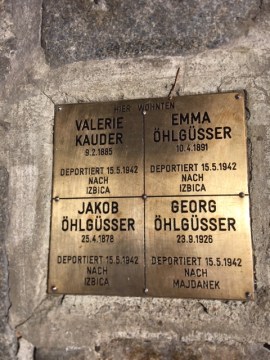 HIER WOHNTEN
VALERIE
KAUDER
9.2.1885
DEPORTIERT 15.5.1942
NACH
IZBICA
EMMA
ÖHLGÜSSER
10.4.1891
DEPORTIERT 15.5.1942
NACH
IZBICA
JAKOB
ÖHLGÜSSER
25.4.1878
DEPORTIERT 15.5.1942
NACH
IZBICA
GEORG
ÖHLGÜSSER
23.9.1926
DEPORTIERT 15.5.1942
NACH
MAJDANEK